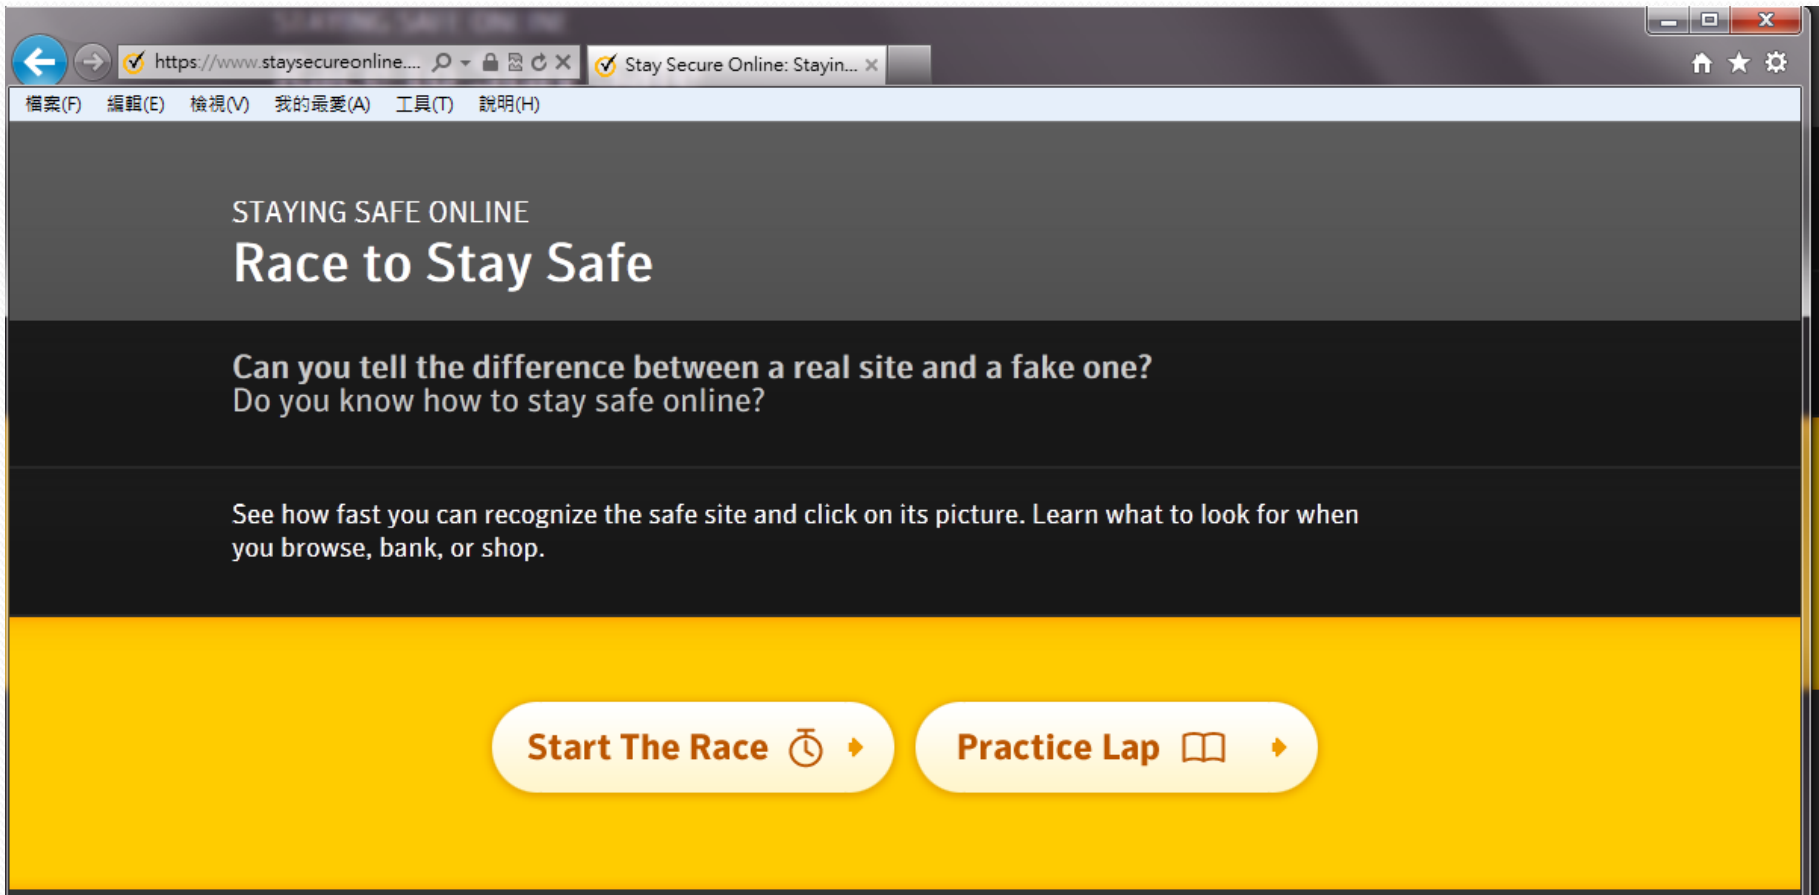 STAYING SAFE ONLINE
https://www.staysecureonline....
Stay Secure Online: Stayin...
檔案(F) 編輯(E) 檢視(V) 我的最愛(A) 工具(T) 說明(H)
STAYING SAFE ONLINE
Race to Stay Safe
Can you tell the difference between a real site and a fake one?
Do you know how to stay safe online?
See how fast you can recognize the safe site and click on its picture. Learn what to look for when
you browse, bank, or shop.
Start The Race
Practice Lap